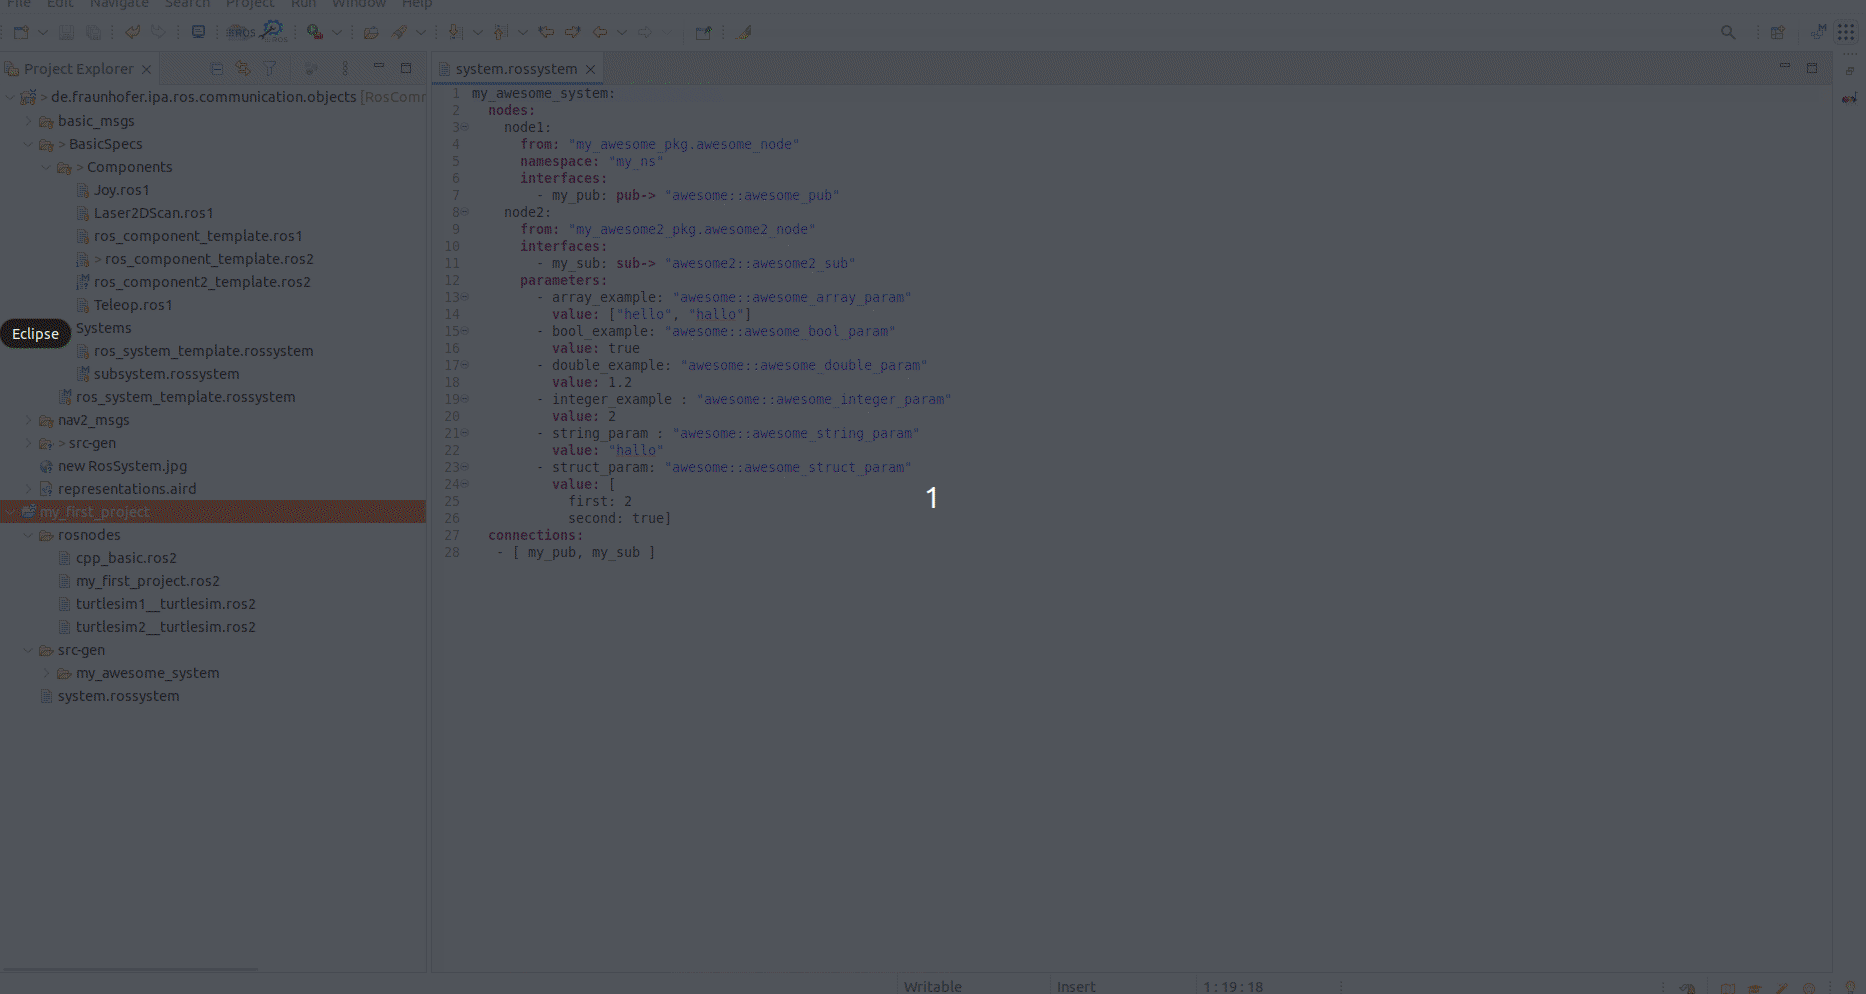 File Edit Navigate Search Project Run Window Help
Project Explorer
system.rossystem
> de.fraunhofer.ipa.ros.communication.objects [RosComm
basic_msgs
> BasicSpecs
> Components
Joy.ros1
Laser2DScan.ros1
ros_component_template.ros1
> ros_component_template.ros2
ros_component2_template.ros2
Teleop.ros1
Eclipse
Systems
ros_system_template.rossystem
subsystem.rossystem
ros_system_template.rossystem
nav2_msgs
> src-gen
new RosSystem.jpg
representations.aird
my_first_project
rosnodes
cpp_basic.ros2
my_first_project.ros2
turtlesim1__turtlesim.ros2
turtlesim2__turtlesim.ros2
src-gen
my_awesome_system
system.rossystem
1 my_awesome_system:
2 nodes:
3 node1:
4 from: "my_awesome_pkg.awesome_node"
5 namespace: "my_ns"
6 interfaces:
7 - my_pub: pub-> "awesome::awesome_pub"
8 node2:
9 from: "my_awesome2_pkg.awesome2_node"
10 interfaces:
11 - my_sub: sub-> "awesome2::awesome2_sub"
12 parameters:
13 - array_example: "awesome::awesome_array_param"
14 value: ["hello", "hallo"]
15 - bool_example: "awesome::awesome_bool_param"
16 value: true
17 - double_example: "awesome::awesome_double_param"
18 value: 1.2
19 - integer_example : "awesome::awesome_integer_param"
20 value: 2
21 - string_param : "awesome::awesome_string_param"
22 value: "hallo"
23 - struct_param: "awesome::awesome_struct_param"
24 value: [
25 first: 2
26 second: true]
27 connections:
28 - [ my_pub, my_sub ]
1
Writable Insert 1 : 19 : 18